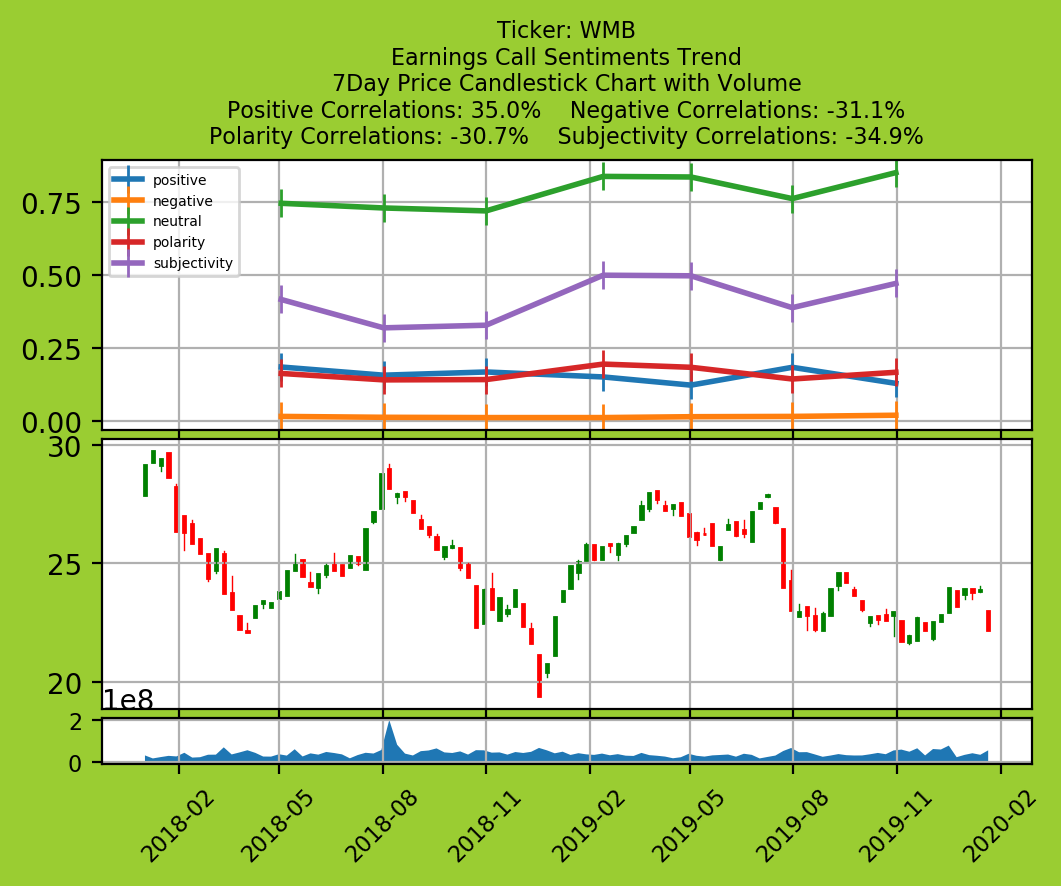 Ticker: WMB
Earnings Call Sentiments Trend
7Day Price Candlestick Chart with Volume
Positive Correlations: 35.0%    Negative Correlations: -31.1%
Polarity Correlations: -30.7%    Subjectivity Correlations: -34.9%
positive
negative
neutral
polarity
subjectivity
0.75
0.50
0.25
0.00
30
25
20
1e8
2
0
2018-02
2018-05
2018-08
2018-11
2019-02
2019-05
2019-08
2019-11
2020-02